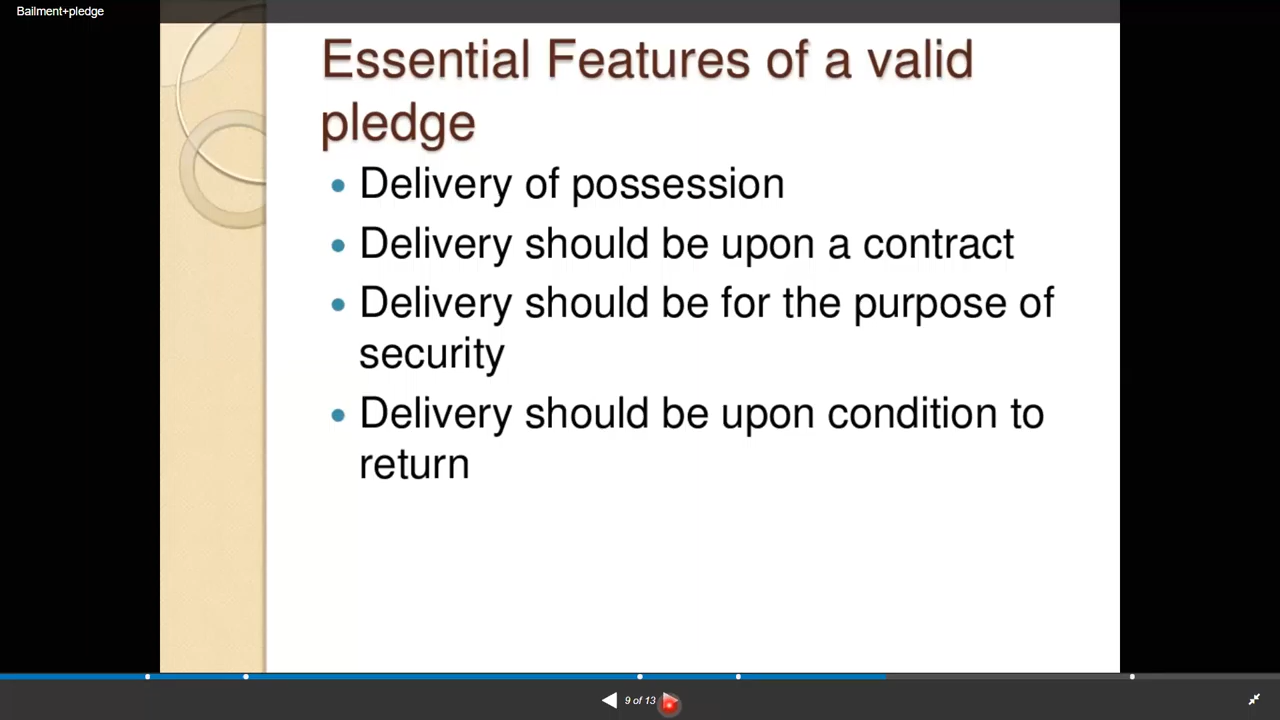 Bailment+pledge
Essential Features of a valid
pledge
• Delivery of possession
• Delivery should be upon a contract
• Delivery should be for the purpose of
security
• Delivery should be upon condition to
return
9 of 13